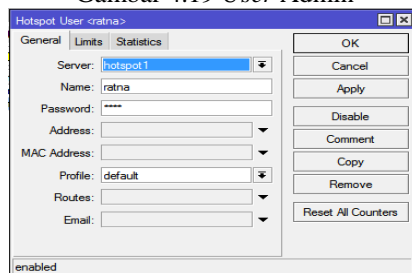 Gambar 4.19 User Admin
Hotspot User <ratna>
General Limits Statistics
Server: hotspot1
Name: ratna
Password: ****
Address:
MAC Address:
Profile: default
Routes:
Email:
OK
Cancel
Apply
Disable
Comment
Copy
Remove
Reset All Counters
enabled